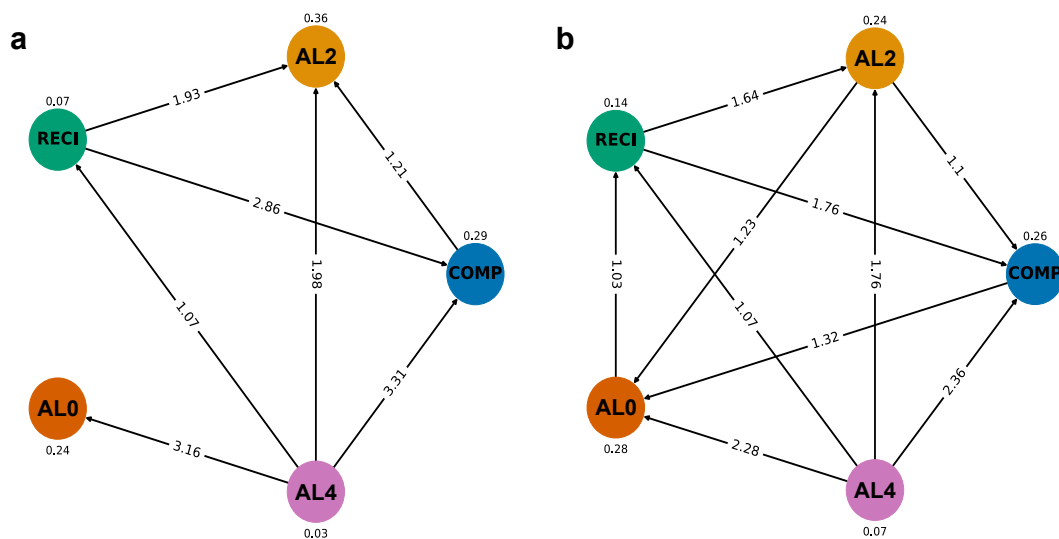 a
0.36
AL2
0.07
1.93
RECI
1.21
2.86
0.29
COMP
1.98
1.07
3.31
AL0
0.24
3.16
AL4
0.03
b
0.24
AL2
0.14
1.64
RECI
1.1
1.76
1.23
0.26
COMP
1.03
1.76
1.07
1.32
2.36
AL0
0.28
2.28
AL4
0.07